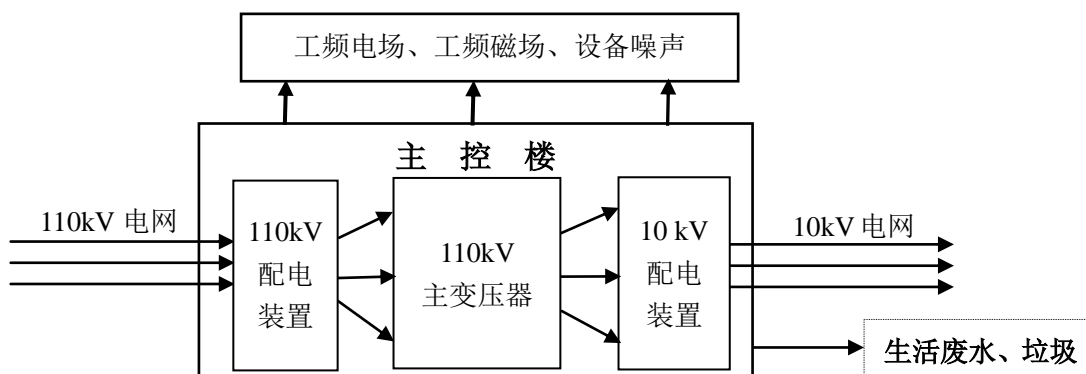 工频电场、工频磁场、设备噪声
主 控 楼
110kV 电网
110kV
配电
装置
110kV
主变压器
10 kV
配电
装置
10kV 电网
生活废水、垃圾